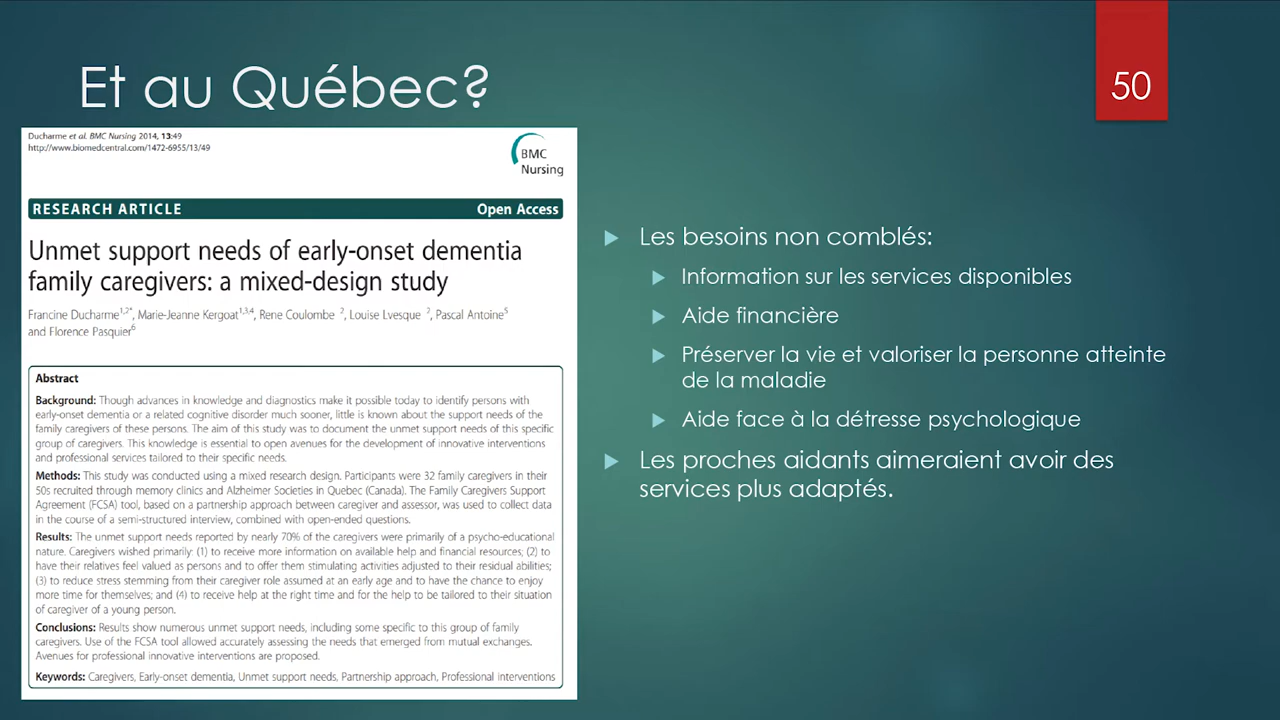 Et au Québec?
50
Ducharme et al. BMC Nursing 2014, 13:49
http://www.biomedcentral.com/1472-6955/13/49
BMC
Nursing
RESEARCH ARTICLE
Open Access
Unmet support needs of early-onset dementia
family caregivers: a mixed-design study
Francine Ducharme1,2*, Marie-Jeanne Kergoat1,3,4, Rene Coulombe 2, Louise Lvesque 2, Pascal Antoine5
and Florence Pasquier6
Abstract
Background: Though advances in knowledge and diagnostics make it possible today to identify persons with
early-onset dementia or a related cognitive disorder much sooner, little is known about the support needs of the
family caregivers of these persons. The aim of this study was to document the unmet support needs of this specific
group of caregivers. This knowledge is essential to open avenues for the development of innovative interventions
and professional services tailored to their specific needs.
Methods: This study was conducted using a mixed research design. Participants were 32 family caregivers in their
50s recruited through memory clinics and Alzheimer Societies in Quebec (Canada). The Family Caregivers Support
Agreement (FCSA) tool, based on a partnership approach between caregiver and assessor, was used to collect data
in the course of a semi-structured interview, combined with open-ended questions.
Results: The unmet support needs reported by nearly 70% of the caregivers were primarily of a psycho-educational
nature. Caregivers wished primarily: (1) to receive more information on available help and financial resources; (2) to
have their relatives feel valued as persons and to offer them stimulating activities adjusted to their residual abilities;
(3) to reduce stress stemming from their caregiver role assumed at an early age and to have the chance to enjoy
more time for themselves; and (4) to receive help at the right time and for the help to be tailored to their situation
of caregiver of a young person.
Conclusions: Results show numerous unmet support needs, including some specific to this group of family
caregivers. Use of the FCSA tool allowed accurately assessing the needs that emerged from mutual exchanges.
Avenues for professional innovative interventions are proposed.
Keywords: Caregivers, Early-onset dementia, Unmet support needs, Partnership approach, Professional interventions
Les besoins non comblés:
Information sur les services disponibles
Aide financière
Préserver la vie et valoriser la personne atteinte
de la maladie
Aide face à la détresse psychologique
Les proches aidants aimeraient avoir des
services plus adaptés.